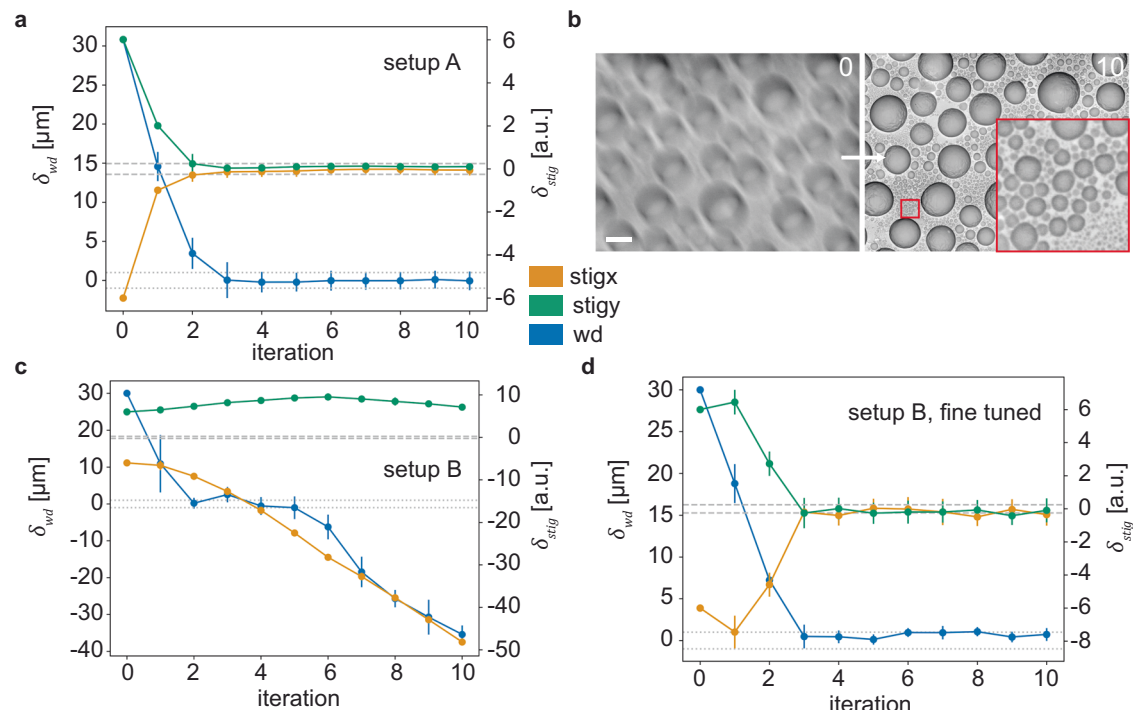 a
setup A
δwd [μm]
30
25
20
15
10
5
0
6
4
2
0
-2
-4
-6
δstig [a.u.]
0 2 4 6 8 10
iteration
b
0
10
stigx
stigy
wd
c
setup B
δwd [μm]
30
20
10
0
-10
-20
-30
-40
10
0
-10
-20
-30
-40
-50
δstig [a.u.]
0 2 4 6 8 10
iteration
d
setup B, fine tuned
δwd [μm]
30
25
20
15
10
5
0
6
4
2
0
-2
-4
-6
-8
δstig [a.u.]
0 2 4 6 8 10
iteration